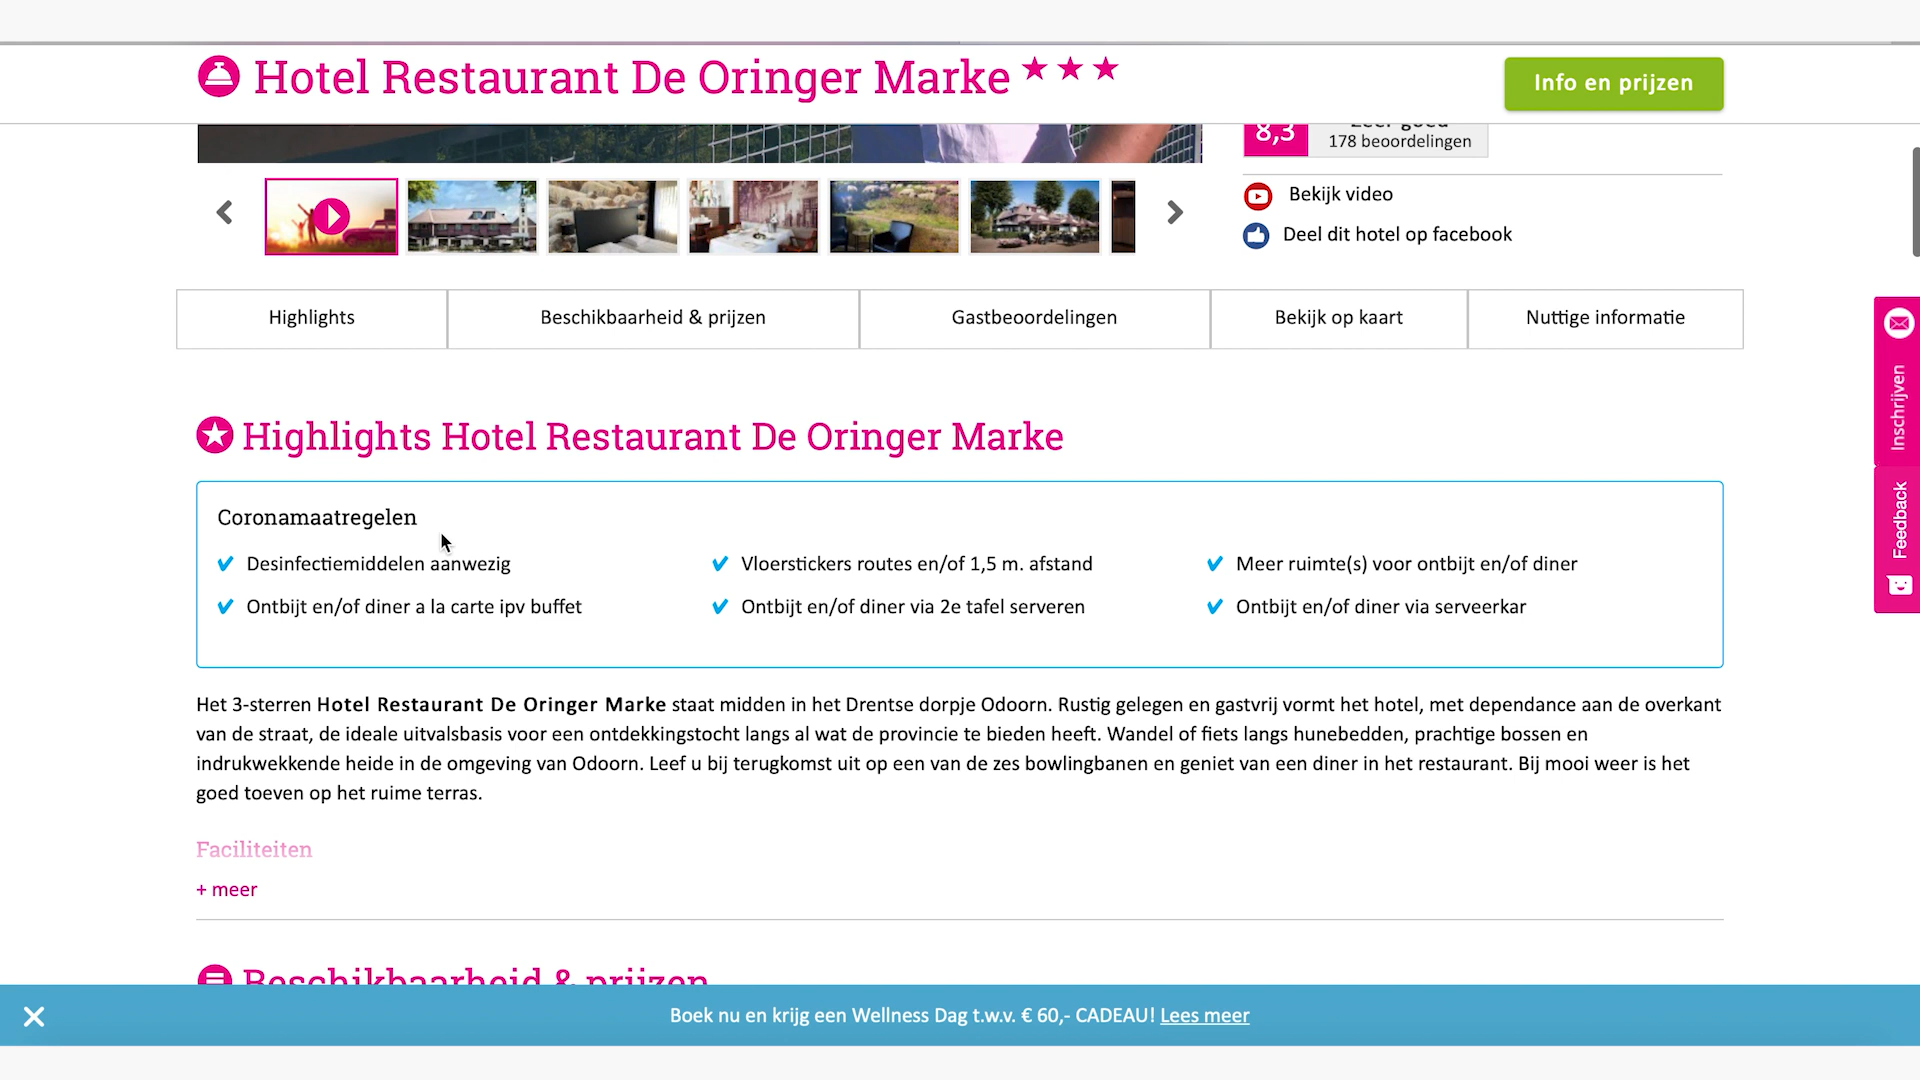 Hotel Restaurant De Oringer Marke
Info en prijzen
8,3
Zeer goed
178 beoordelingen
Bekijk video
Deel dit hotel op facebook
Highlights
Beschikbaarheid & prijzen
Gastbeoordelingen
Bekijk op kaart
Nuttige informatie
Inschrijven
Feedback
Highlights Hotel Restaurant De Oringer Marke
Coronamaatregelen
Desinfectiemiddelen aanwezig
Vloerstickers routes en/of 1,5 m. afstand
Meer ruimte(s) voor ontbijt en/of diner
Ontbijt en/of diner a la carte ipv buffet
Ontbijt en/of diner via 2e tafel serveren
Ontbijt en/of diner via serveerkar
Het 3-sterren Hotel Restaurant De Oringer Marke staat midden in het Drentse dorpje Odoorn. Rustig gelegen en gastvrij vormt het hotel, met dependance aan de overkant
van de straat, de ideale uitvalsbasis voor een ontdekkingstocht langs al wat de provincie te bieden heeft. Wandel of fiets langs hunebedden, prachtige bossen en
indrukwekkende heide in de omgeving van Odoorn. Leef u bij terugkomst uit op een van de zes bowlingbanen en geniet van een diner in het restaurant. Bij mooi weer is het
goed toeven op het ruime terras.
Faciliteiten
+ meer
Beschikbaarheid & prijzen
Boek nu en krijg een Wellness Dag t.w.v. € 60,- CADEAU! Lees meer